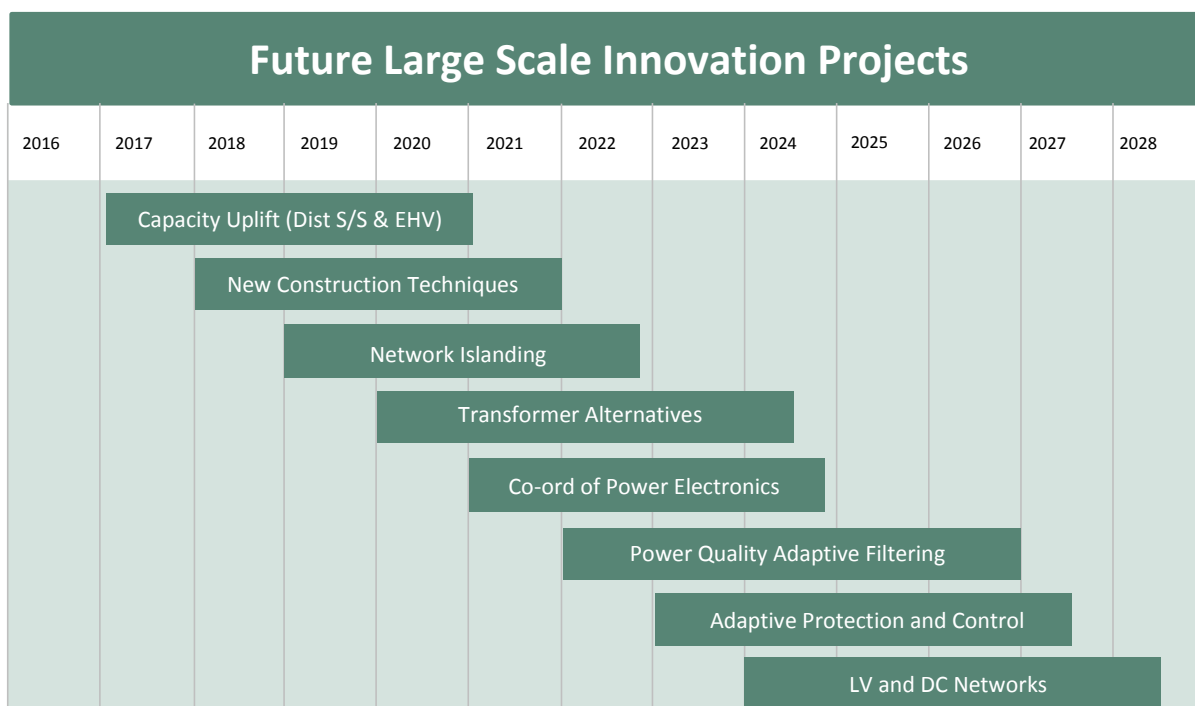 Future Large Scale Innovation Projects
2016 2017 2018 2019 2020 2021 2022 2023 2024 2025 2026 2027 2028
Capacity Uplift (Dist S/S & EHV)
New Construction Techniques
Network Islanding
Transformer Alternatives
Co-ord of Power Electronics
Power Quality Adaptive Filtering
Adaptive Protection and Control
LV and DC Networks